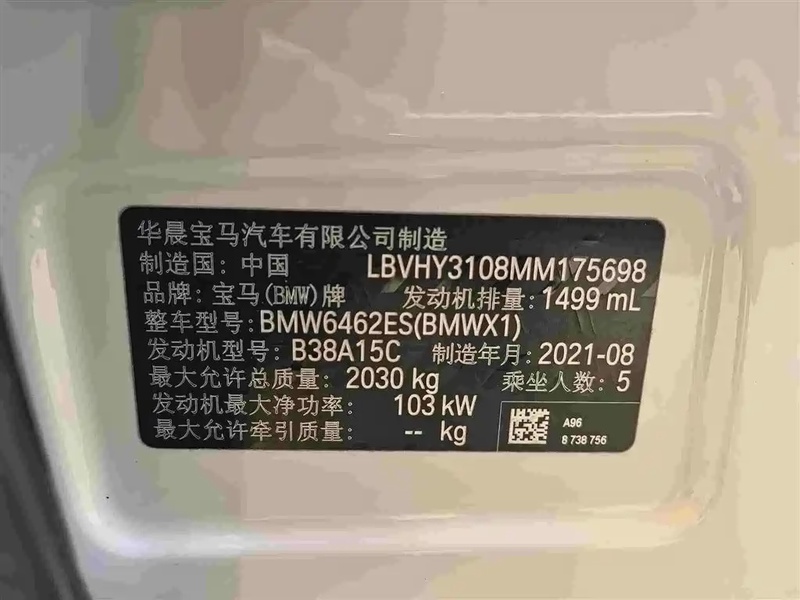 华晨宝马汽车有限公司制造
制造国: 中国 LBVHY3108MM175698
品牌: 宝马(BMW)牌 发动机排量: 1499 mL
整车型号: BMW6462ES(BMWX1)
发动机型号: B38A15C 制造年月: 2021-08
最大允许总质量: 2030 kg 乘坐人数: 5
发动机最大净功率: 103 kW
最大允许牵引质量: -- kg
A96
8 738 756